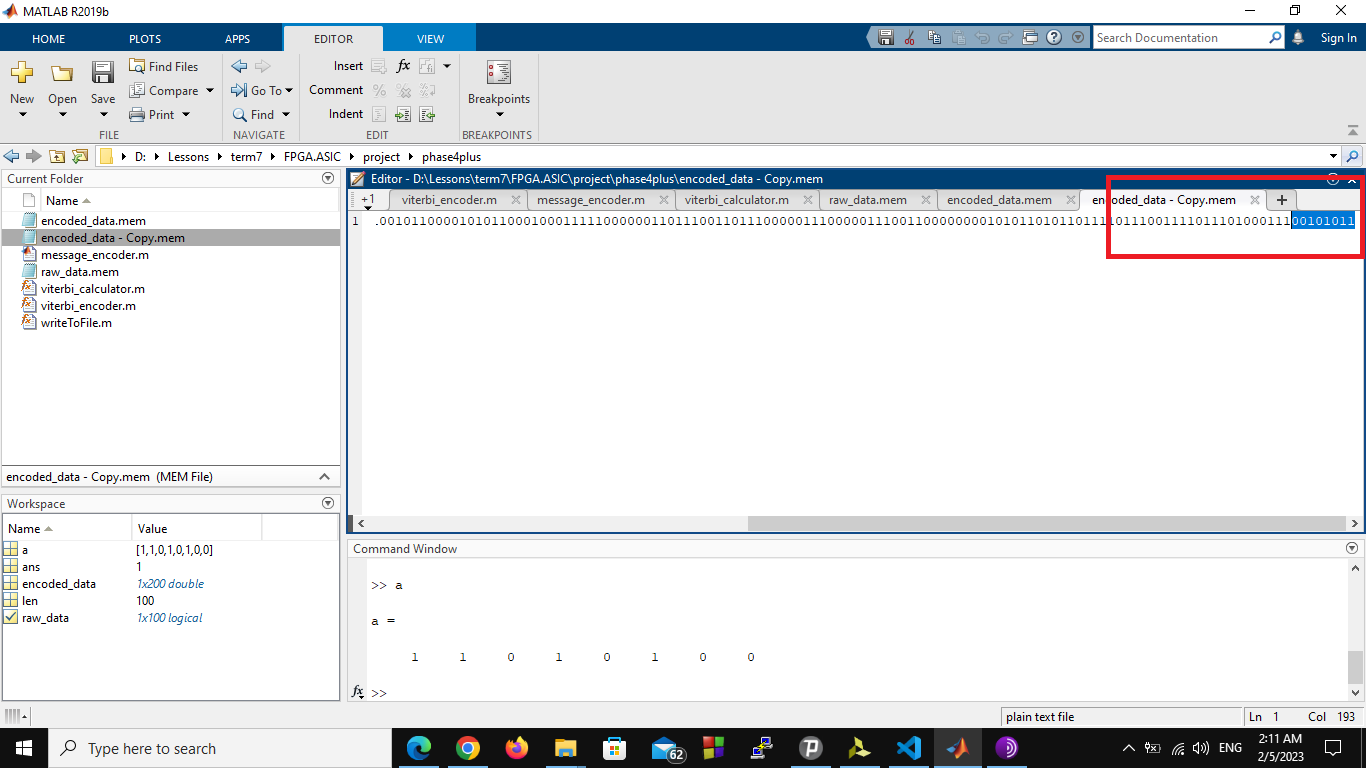 MATLAB R2019b
HOME PLOTS APPS EDITOR VIEW
Search Documentation
Sign In
New
Open
Save
Find Files
Compare
Print
FILE
Go To
Find
NAVIGATE
Insert
fx
Comment
Indent
EDIT
Breakpoints
BREAKPOINTS
D: Lessons term7 FPGA.ASIC project phase4plus
Current Folder
Name
encoded_data.mem
encoded_data - Copy.mem
message_encoder.m
raw_data.mem
viterbi_calculator.m
viterbi_encoder.m
writeToFile.m
encoded_data - Copy.mem (MEM File)
Workspace
Name Value
a [1,1,0,1,0,1,0,0]
ans 1
encoded_data 1x200 double
len 100
raw_data 1x100 logical
Editor - D:\Lessons\term7\FPGA.ASIC\project\phase4plus\encoded_data - Copy.mem
+1 viterbi_encoder.m message_encoder.m viterbi_calculator.m raw_data.mem encoded_data.mem encoded_data - Copy.mem
1
Command Window
>> a
a =
1 1 0 1 0 1 0 0
fx >>
plain text file Ln 1 Col 193
Type here to search
62
ENG
2:11 AM
2/5/2023